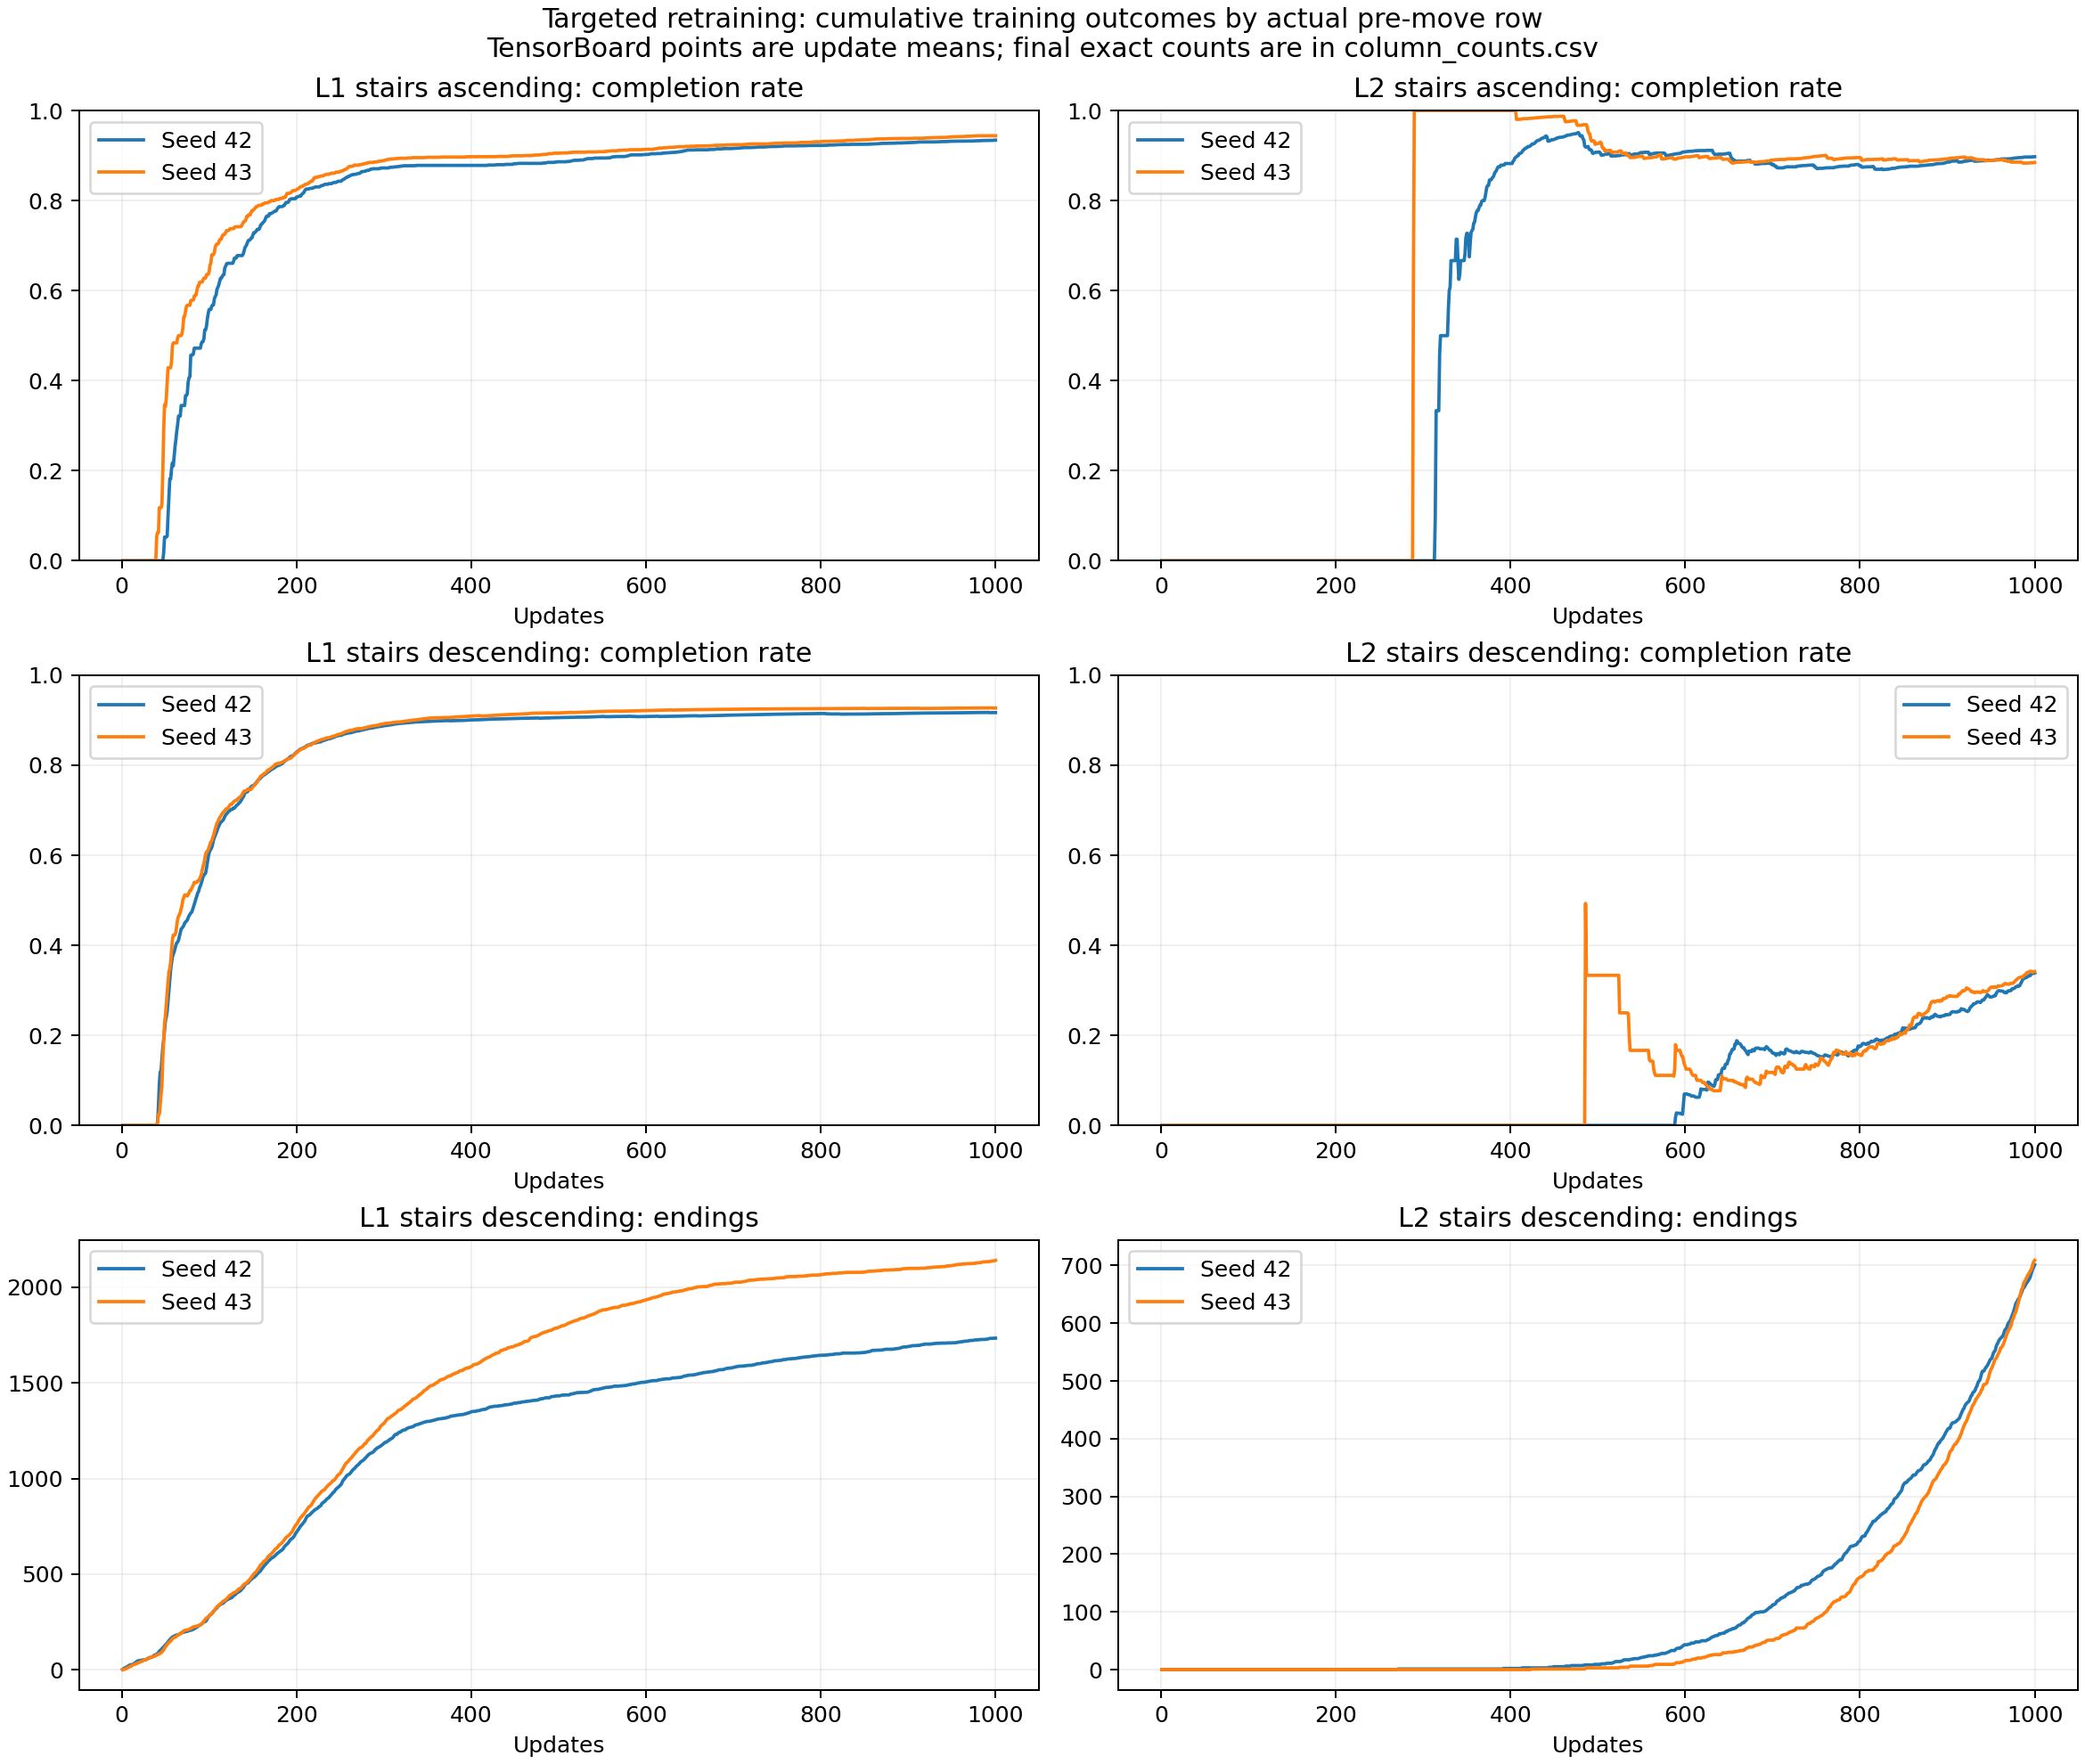 Targeted retraining: cumulative training outcomes by actual pre-move row
TensorBoard points are update means; final exact counts are in column_counts.csv
L1 stairs ascending: completion rate
1.0
0.8
0.6
0.4
0.2
0.0
Seed 42
Seed 43
0 200 400 600 800 1000
Updates
L2 stairs ascending: completion rate
1.0
0.8
0.6
0.4
0.2
0.0
Seed 42
Seed 43
0 200 400 600 800 1000
Updates
L1 stairs descending: completion rate
1.0
0.8
0.6
0.4
0.2
0.0
Seed 42
Seed 43
0 200 400 600 800 1000
Updates
L2 stairs descending: completion rate
1.0
0.8
0.6
0.4
0.2
0.0
Seed 42
Seed 43
0 200 400 600 800 1000
Updates
L1 stairs descending: endings
2000
1500
1000
500
0
Seed 42
Seed 43
0 200 400 600 800 1000
Updates
L2 stairs descending: endings
700
600
500
400
300
200
100
0
Seed 42
Seed 43
0 200 400 600 800 1000
Updates